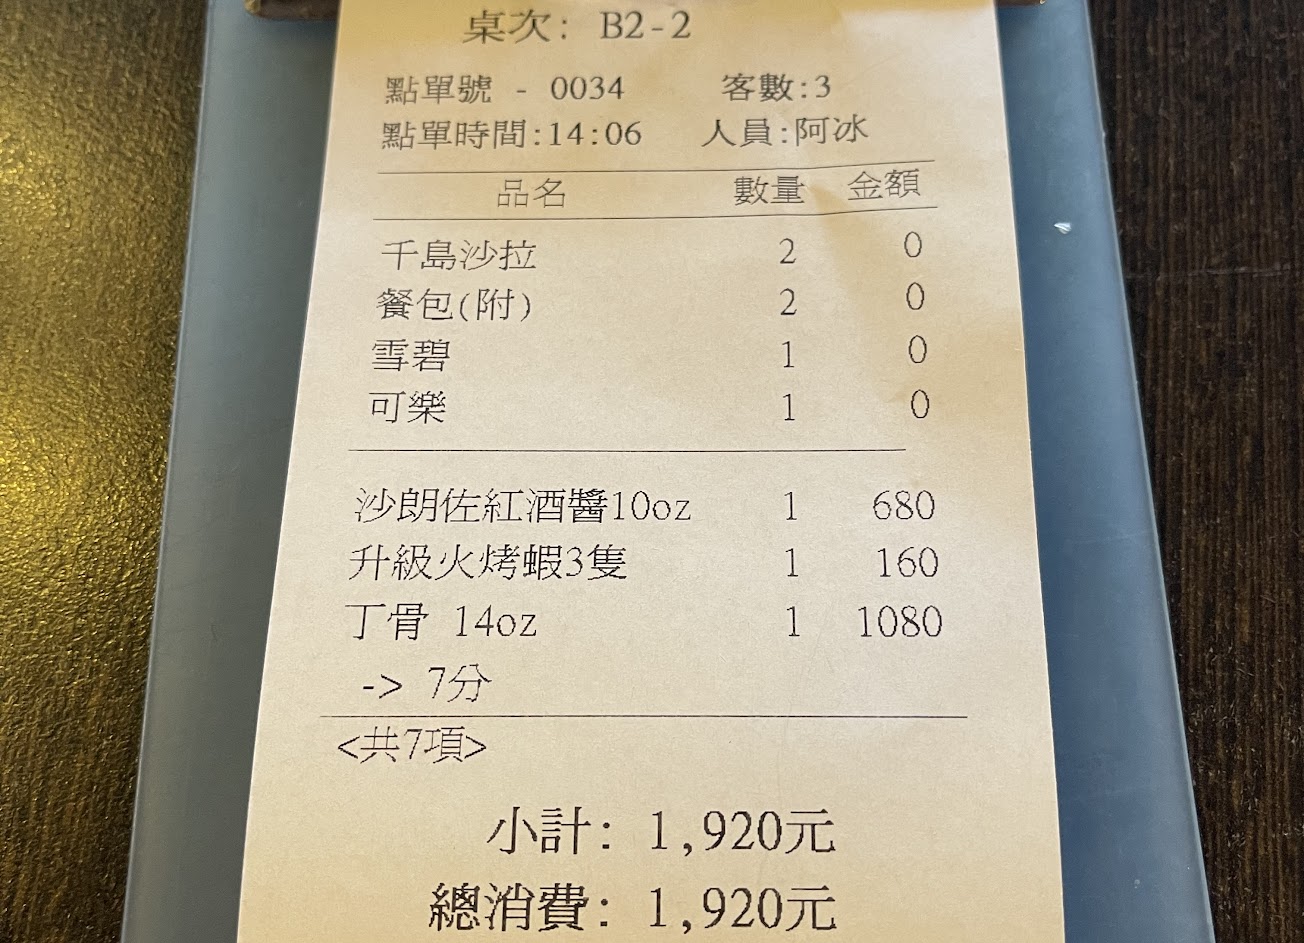 桌次: B2-2
點單號 - 0034 客數:3
點單時間:14:06 人員:阿冰
品名 數量 金額
千島沙拉 2 0
餐包(附) 2 0
雪碧 1 0
可樂 1 0
沙朗佐紅酒醬10oz 1 680
升級火烤蝦3隻 1 160
丁骨 14oz 1 1080
-> 7分
<共7項>
小計: 1,920元
總消費: 1,920元